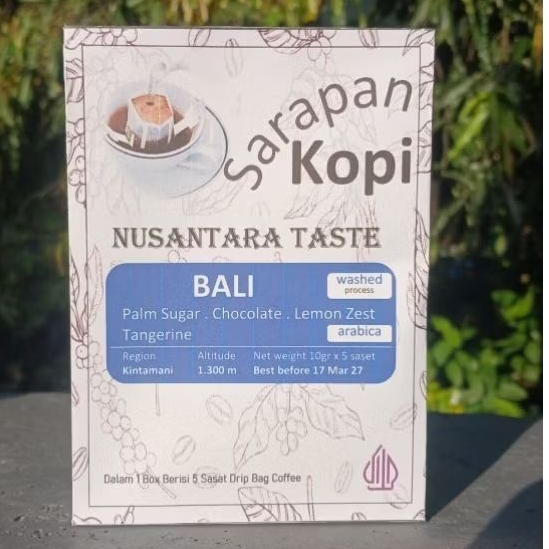 Sarapan
Kopi
NUSANTARA TASTE
BALI
washed
process
Palm Sugar . Chocolate . Lemon Zest
Tangerine
arabica
Region Altitude Net weight 10gr x 5 saset
Kintamani 1.300 m Best before 17 Mar 27
Dalam 1 Box Berisi 5 Sasat Drip Bag Coffee